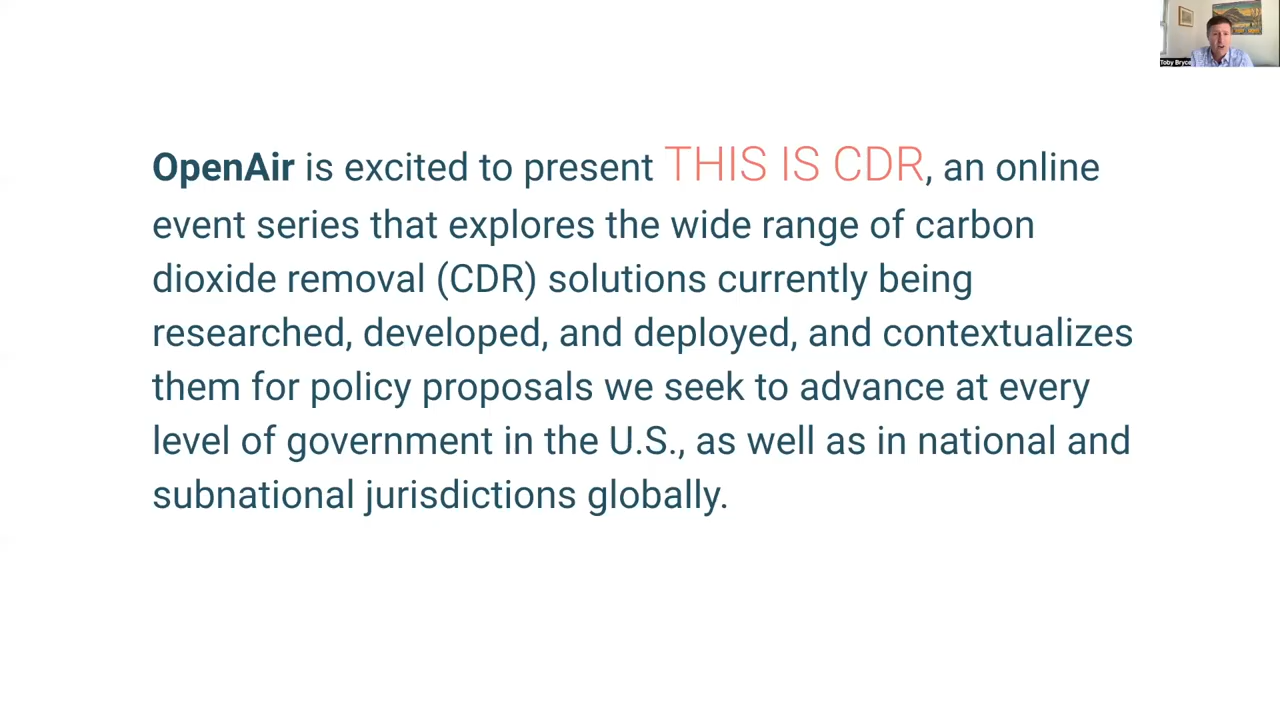 Toby Bryce
OpenAir is excited to present THIS IS CDR, an online
event series that explores the wide range of carbon
dioxide removal (CDR) solutions currently being
researched, developed, and deployed, and contextualizes
them for policy proposals we seek to advance at every
level of government in the U.S., as well as in national and
subnational jurisdictions globally.